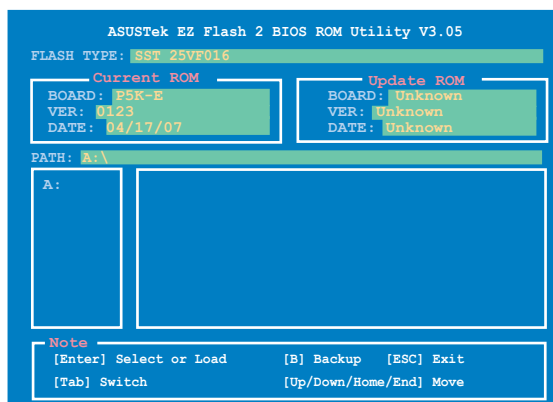 ASUSTek EZ Flash 2 BIOS ROM Utility V3.05
FLASH TYPE: SST 25VF016
Current ROM
BOARD: P5K-E
VER: 0123
DATE: 04/17/07
Update ROM
BOARD: Unknown
VER: Unknown
DATE: Unknown
PATH: A:\
A:
Note
[Enter] Select or Load [B] Backup [ESC] Exit
[Tab] Switch [Up/Down/Home/End] Move